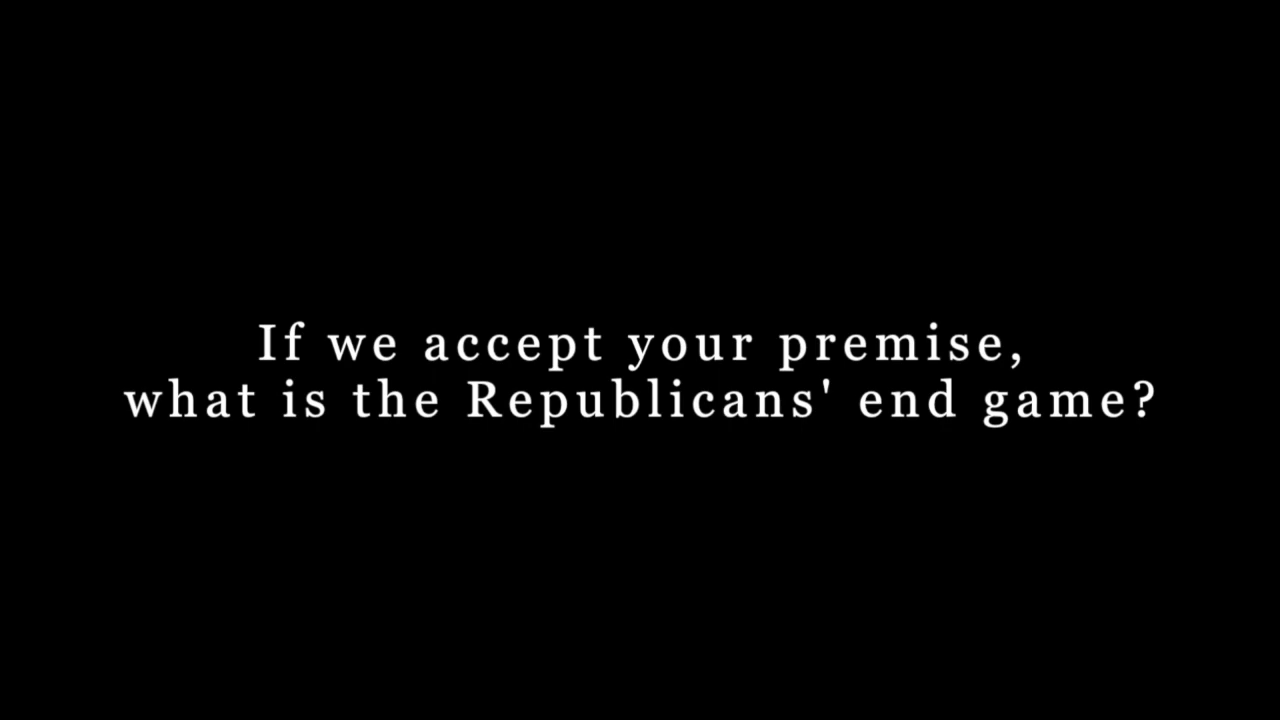 If we accept your premise,
what is the Republicans' end game?